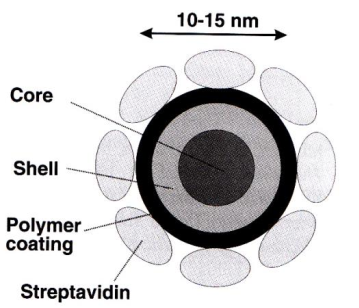 10-15 nm
Core
Shell
Polymer
coating
Streptavidin